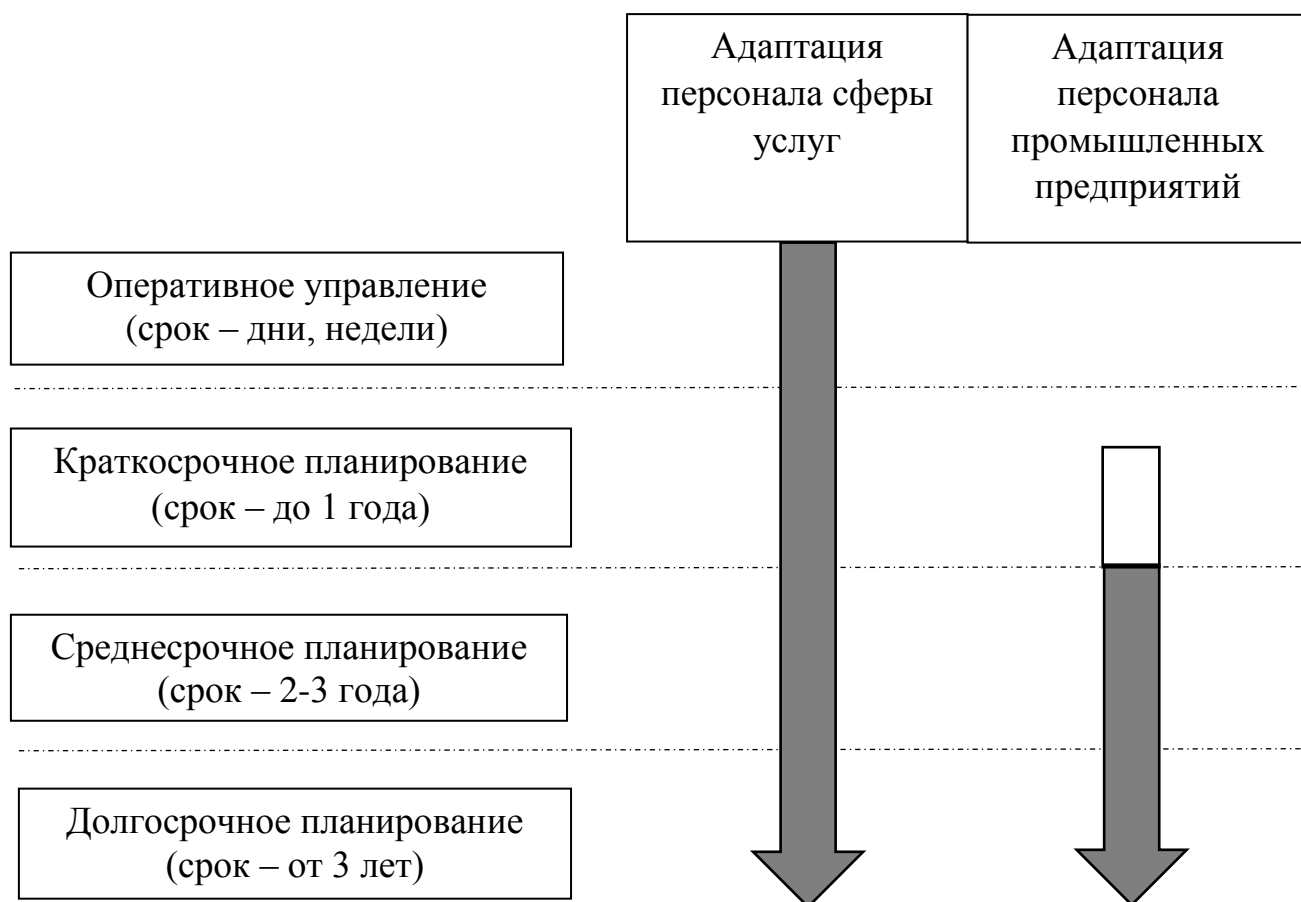 Адаптация
персонала сферы
услуг
Адаптация
персонала
промышленных
предприятий
Оперативное управление
(срок – дни, недели)
Краткосрочное планирование
(срок – до 1 года)
Среднесрочное планирование
(срок – 2-3 года)
Долгосрочное планирование
(срок – от 3 лет)